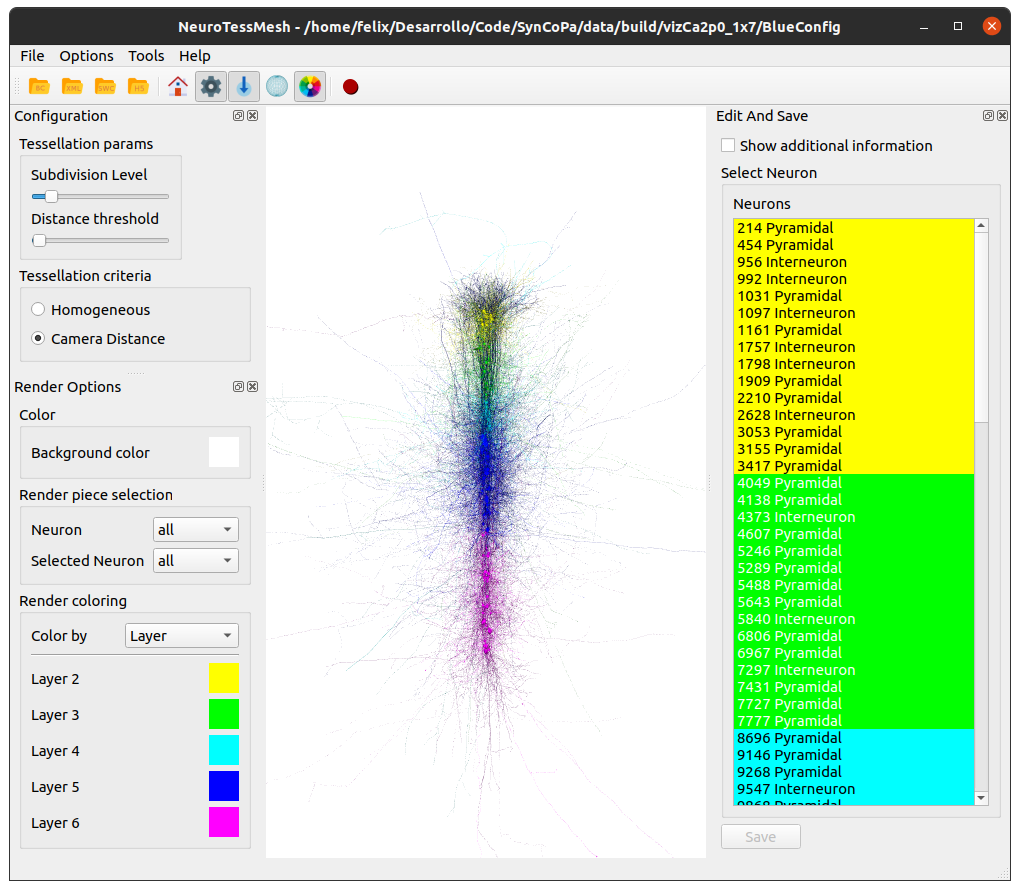 NeuroTessMesh - /home/felix/Desarrollo/Code/SynCoPa/data/build/vizCa2p0_1x7/BlueConfig
File Options Tools Help
BC XML SWC H5
Configuration
Tessellation params
Subdivision Level
Distance threshold
Tessellation criteria
Homogeneous
Camera Distance
Render Options
Color
Background color
Render piece selection
Neuron all
Selected Neuron all
Render coloring
Color by Layer
Layer 2
Layer 3
Layer 4
Layer 5
Layer 6
Edit And Save
Show additional information
Select Neuron
Neurons
214 Pyramidal
454 Pyramidal
956 Interneuron
992 Interneuron
1031 Pyramidal
1097 Interneuron
1161 Pyramidal
1757 Interneuron
1798 Interneuron
1909 Pyramidal
2210 Pyramidal
2628 Interneuron
3053 Pyramidal
3155 Pyramidal
3417 Pyramidal
4049 Pyramidal
4138 Pyramidal
4373 Interneuron
4607 Pyramidal
5246 Pyramidal
5289 Pyramidal
5488 Pyramidal
5643 Pyramidal
5840 Interneuron
6806 Pyramidal
6967 Pyramidal
7297 Interneuron
7431 Pyramidal
7727 Pyramidal
7777 Pyramidal
8696 Pyramidal
9146 Pyramidal
9268 Pyramidal
9547 Interneuron
9868 Pyramidal
Save